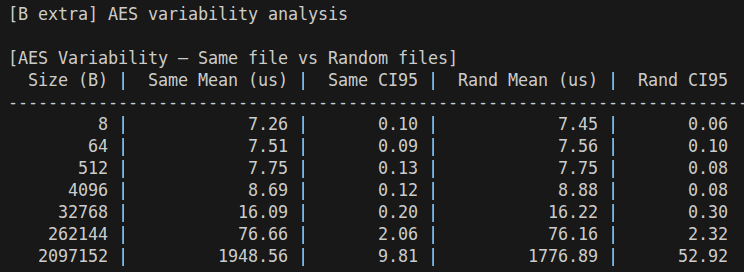 [B extra] AES variability analysis
[AES Variability — Same file vs Random files]
Size (B) | Same Mean (us) | Same CI95 | Rand Mean (us) | Rand CI95
--------------------------------------------------------------------------
8 | 7.26 | 0.10 | 7.45 | 0.06
64 | 7.51 | 0.09 | 7.56 | 0.10
512 | 7.75 | 0.13 | 7.75 | 0.08
4096 | 8.69 | 0.12 | 8.88 | 0.08
32768 | 16.09 | 0.20 | 16.22 | 0.30
262144 | 76.66 | 2.06 | 76.16 | 2.32
2097152 | 1948.56 | 9.81 | 1776.89 | 52.92